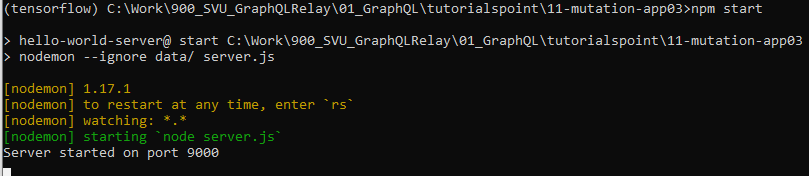 (tensorflow) C:\Work\900_SVU_GraphQLRelay\01_GraphQL\tutorialspoint\11-mutation-app03>npm start
> hello-world-server@ start C:\Work\900_SVU_GraphQLRelay\01_GraphQL\tutorialspoint\11-mutation-app03
> nodemon --ignore data/ server.js
[nodemon] 1.17.1
[nodemon] to restart at any time, enter `rs`
[nodemon] watching: *.*
[nodemon] starting `node server.js`
Server started on port 9000